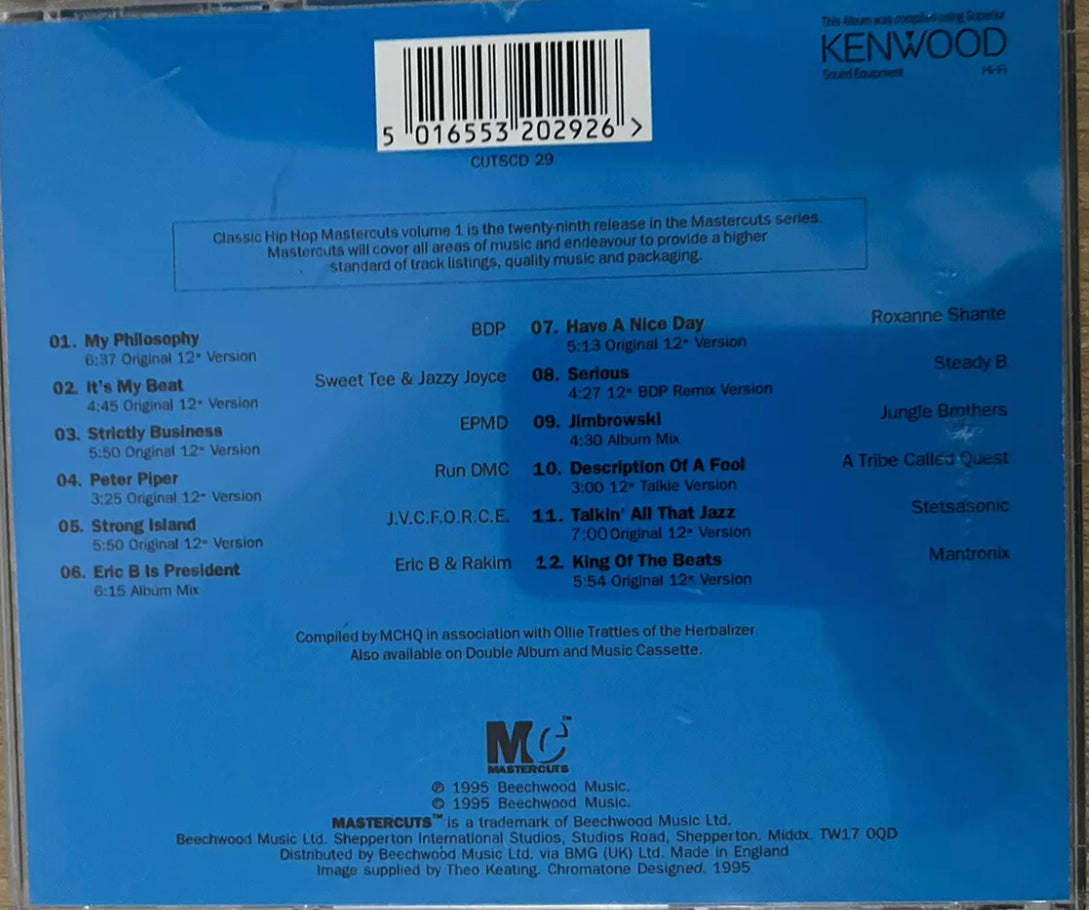 This Album was compiled using Superior
KENWOOD
Sound Equipment Hi-Fi
5 016553 202926 >
CUTSCD 29
Classic Hip Hop Mastercuts volume 1 is the twenty-ninth release in the Mastercuts series.
Mastercuts will cover all areas of music and endeavour to provide a higher
standard of track listings, quality music and packaging.
01. My Philosophy BDP
6:37 Original 12" Version
02. It's My Beat Sweet Tee & Jazzy Joyce
4:45 Original 12" Version
03. Strictly Business EPMD
5:50 Original 12" Version
04. Peter Piper Run DMC
3:25 Original 12" Version
05. Strong Island J.V.C.F.O.R.C.E.
5:50 Original 12" Version
06. Eric B Is President Eric B & Rakim
6:15 Album Mix
07. Have A Nice Day Roxanne Shante
5:13 Original 12" Version
08. Serious Steady B
4:27 12" BDP Remix Version
09. Jimbrowski Jungle Brothers
4:30 Album Mix
10. Description Of A Fool A Tribe Called Quest
3:00 12" Talkie Version
11. Talkin' All That Jazz Stetsasonic
7:00 Original 12" Version
12. King Of The Beats Mantronix
5:54 Original 12" Version
Compiled by MCHQ in association with Ollie Trattles of the Herbalizer.
Also available on Double Album and Music Cassette.
Mc™
MASTERCUTS
℗ 1995 Beechwood Music.
© 1995 Beechwood Music.
MASTERCUTS™ is a trademark of Beechwood Music Ltd.
Beechwood Music Ltd. Shepperton International Studios, Studios Road, Shepperton. Middx. TW17 0QD
Distributed by Beechwood Music Ltd. via BMG (UK) Ltd. Made in England
Image supplied by Theo Keating. Chromatone Designed. 1995